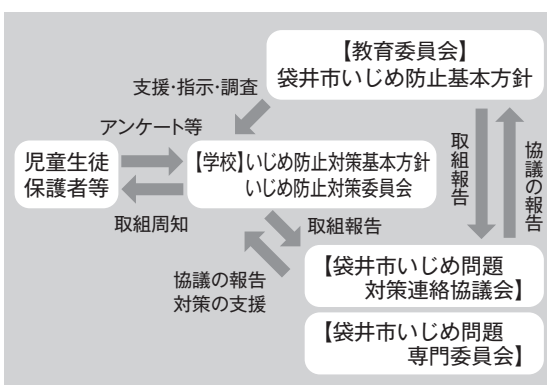 【教育委員会】
袋井市いじめ防止基本方針
支援・指示・調査
アンケート等
児童生徒
保護者等
【学校】いじめ防止対策基本方針
いじめ防止対策委員会
取組報告
協議の報告
取組周知
取組報告
協議の報告
対策の支援
【袋井市いじめ問題
対策連絡協議会】
【袋井市いじめ問題
専門委員会】